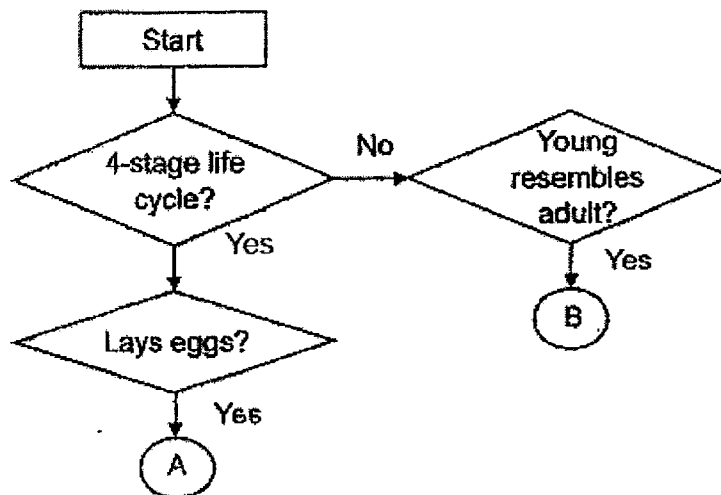 Start
4-stage life
cycle?
No
Young
resembles
adult?
Yes
Yes
Lays eggs?
B
Yes
A